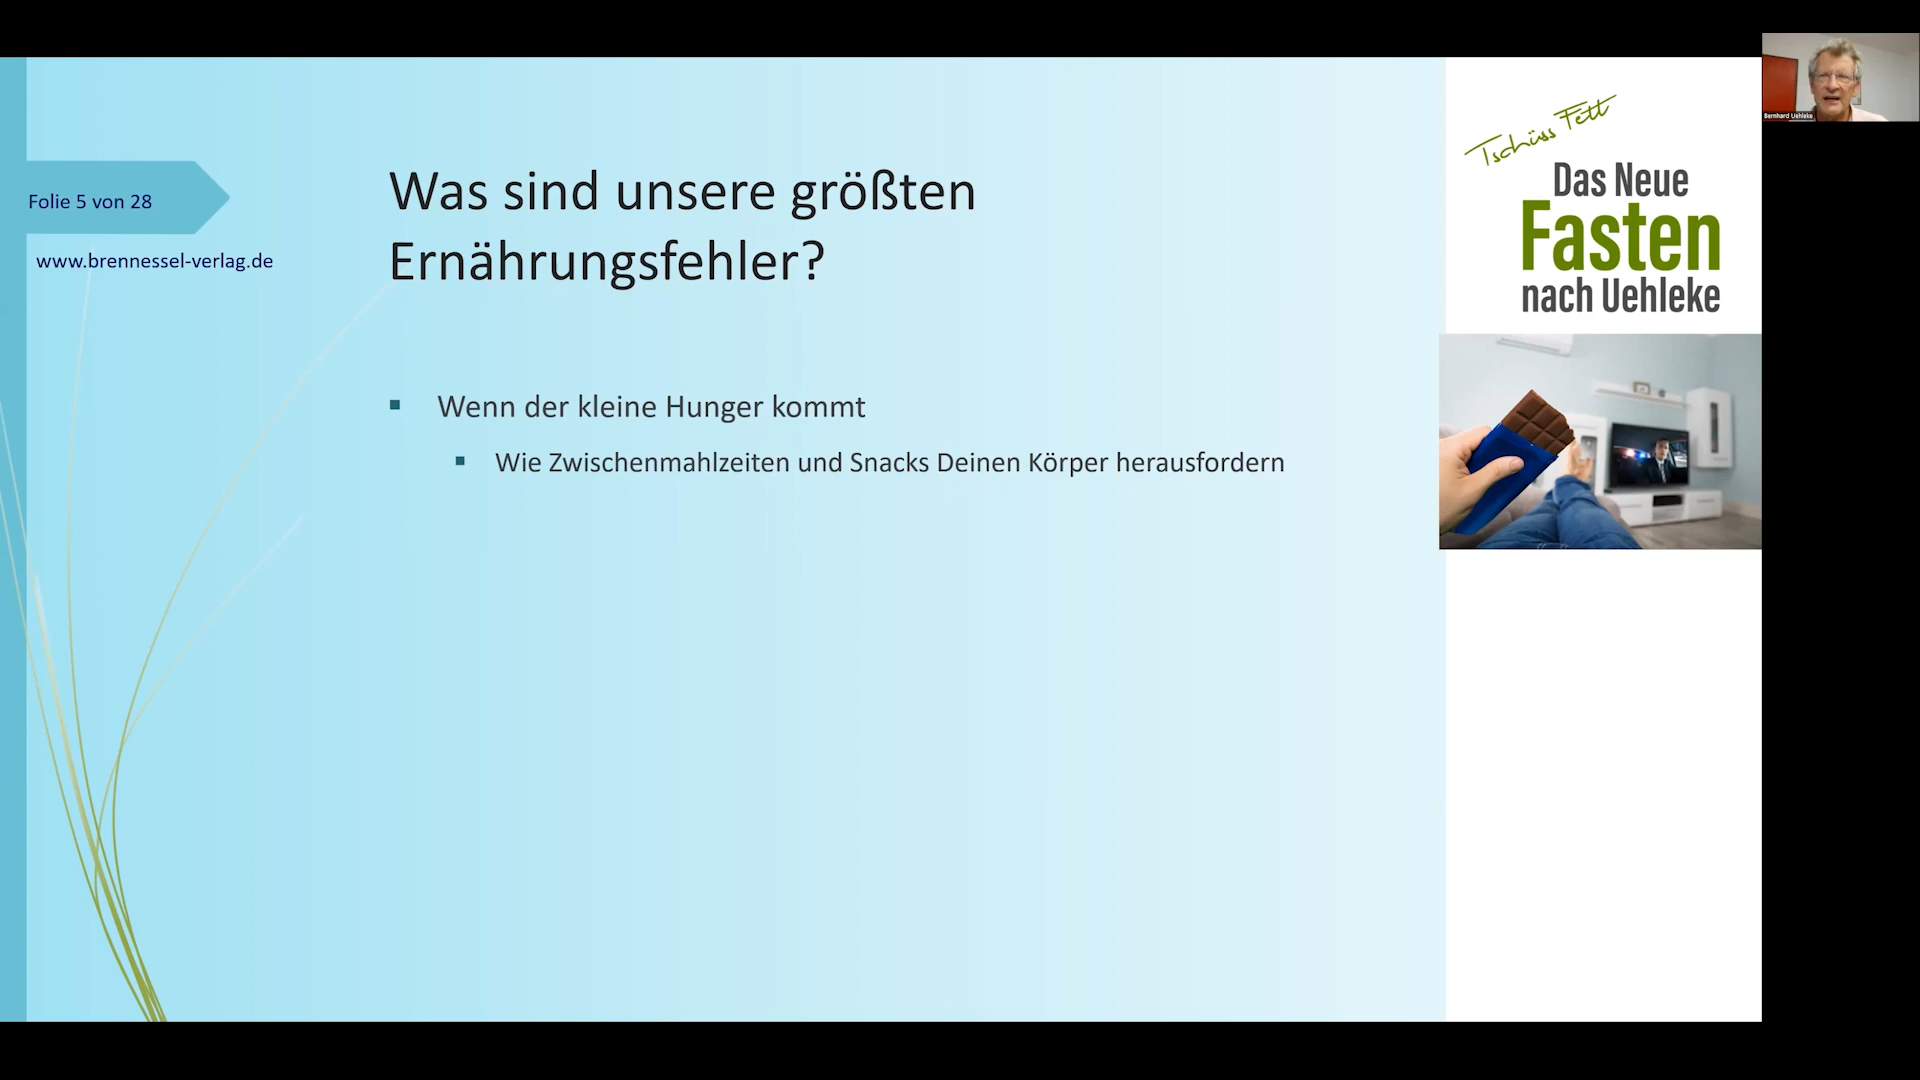 Folie 5 von 28
www.brennessel-verlag.de
Was sind unsere größten
Ernährungsfehler?
Wenn der kleine Hunger kommt
Wie Zwischenmahlzeiten und Snacks Deinen Körper herausfordern
Tschüss Fett
Das Neue
Fasten
nach Uehleke
Bernhard Uehleke